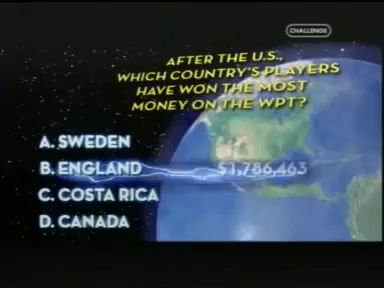 CHALLENGE
AFTER THE U.S.,
WHICH COUNTRY'S PLAYERS
HAVE WON THE MOST
MONEY ON THE WPT?
A. SWEDEN
B. ENGLAND $1,786,463
C. COSTA RICA
D. CANADA